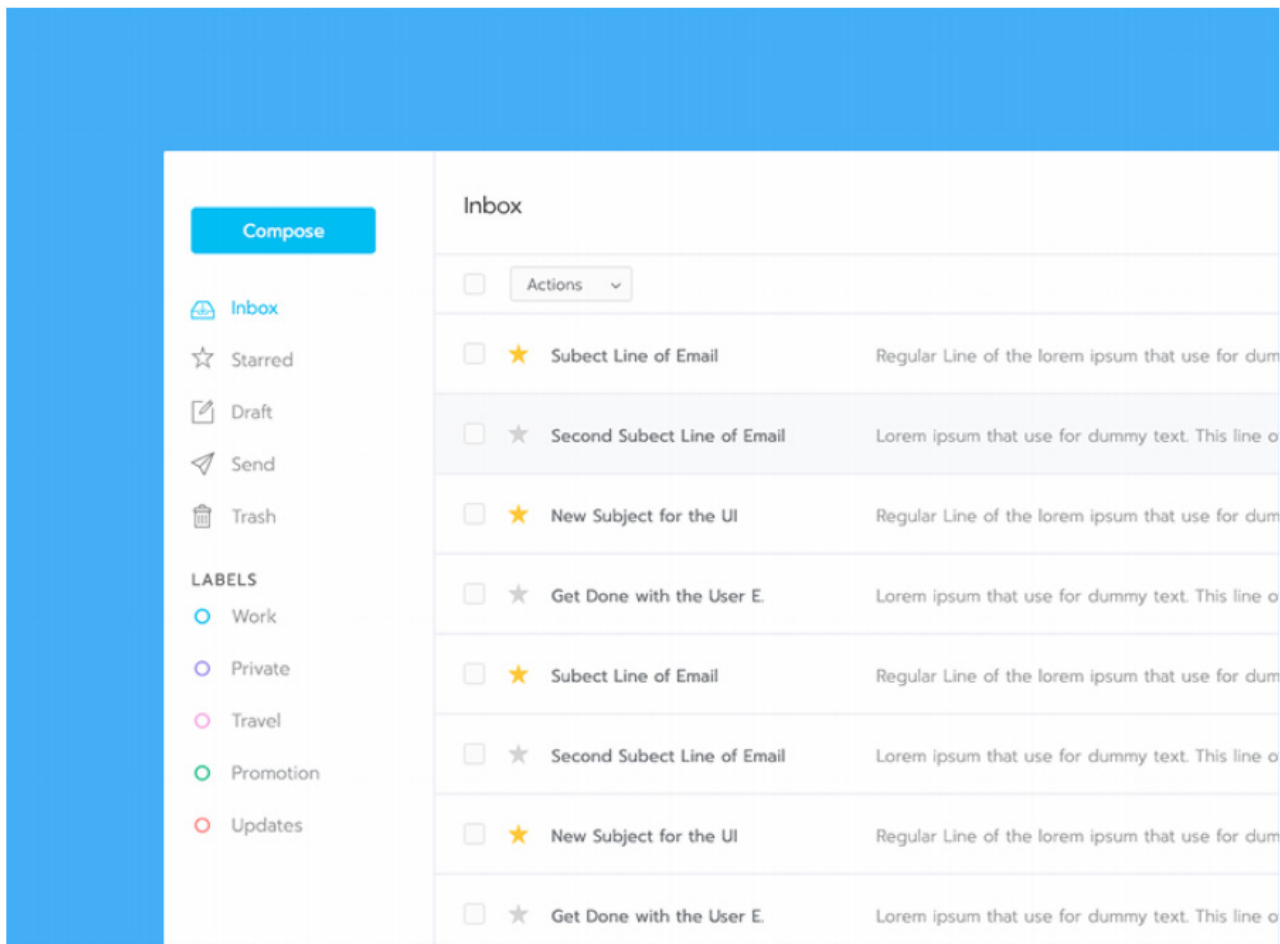 Compose
Inbox
Starred
Draft
Send
Trash
LABELS
Work
Private
Travel
Promotion
Updates
Inbox
Actions
Subect Line of Email Regular Line of the lorem ipsum that use for dum
Second Subect Line of Email Lorem ipsum that use for dummy text. This line o
New Subject for the UI Regular Line of the lorem ipsum that use for dum
Get Done with the User E. Lorem ipsum that use for dummy text. This line o
Subect Line of Email Regular Line of the lorem ipsum that use for dum
Second Subect Line of Email Lorem ipsum that use for dummy text. This line o
New Subject for the UI Regular Line of the lorem ipsum that use for dum
Get Done with the User E. Lorem ipsum that use for dummy text. This line o